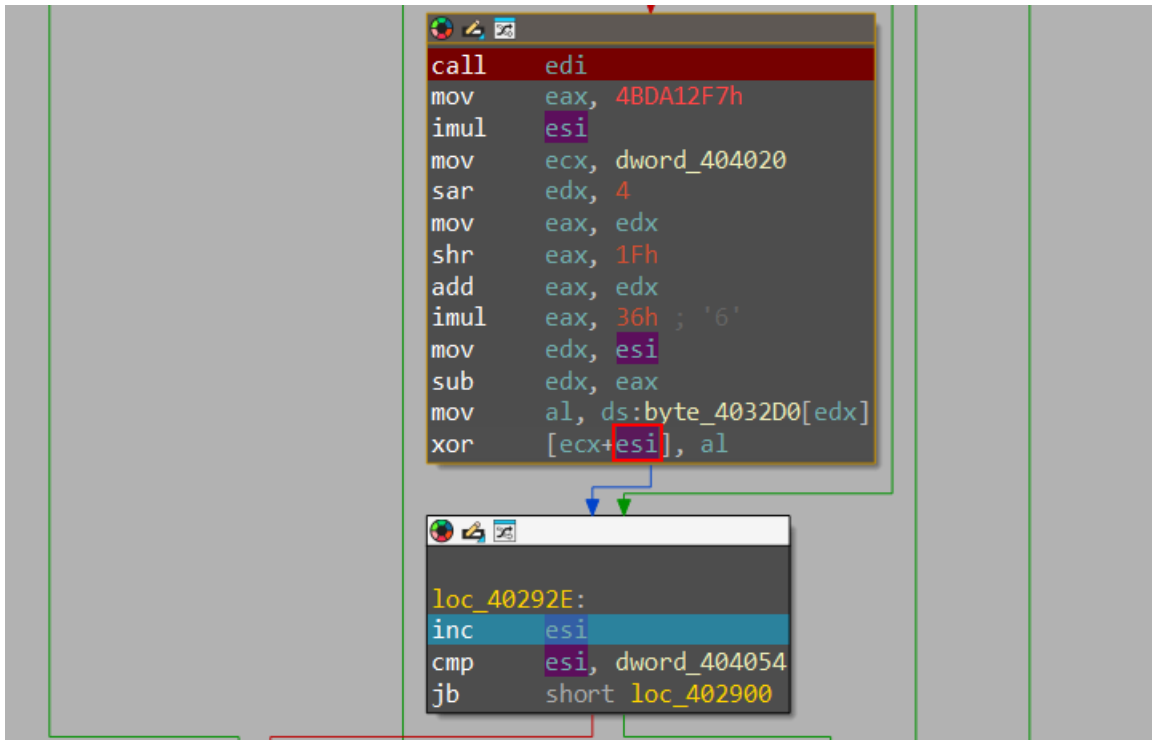 call edi
mov eax, 4BDA12F7h
imul esi
mov ecx, dword_404020
sar edx, 4
mov eax, edx
shr eax, 1Fh
add eax, edx
imul eax, 36h ; '6'
mov edx, esi
sub edx, eax
mov al, ds:byte_4032D0[edx]
xor [ecx+esi], al
loc_40292E:
inc esi
cmp esi, dword_404054
jb short loc_402900